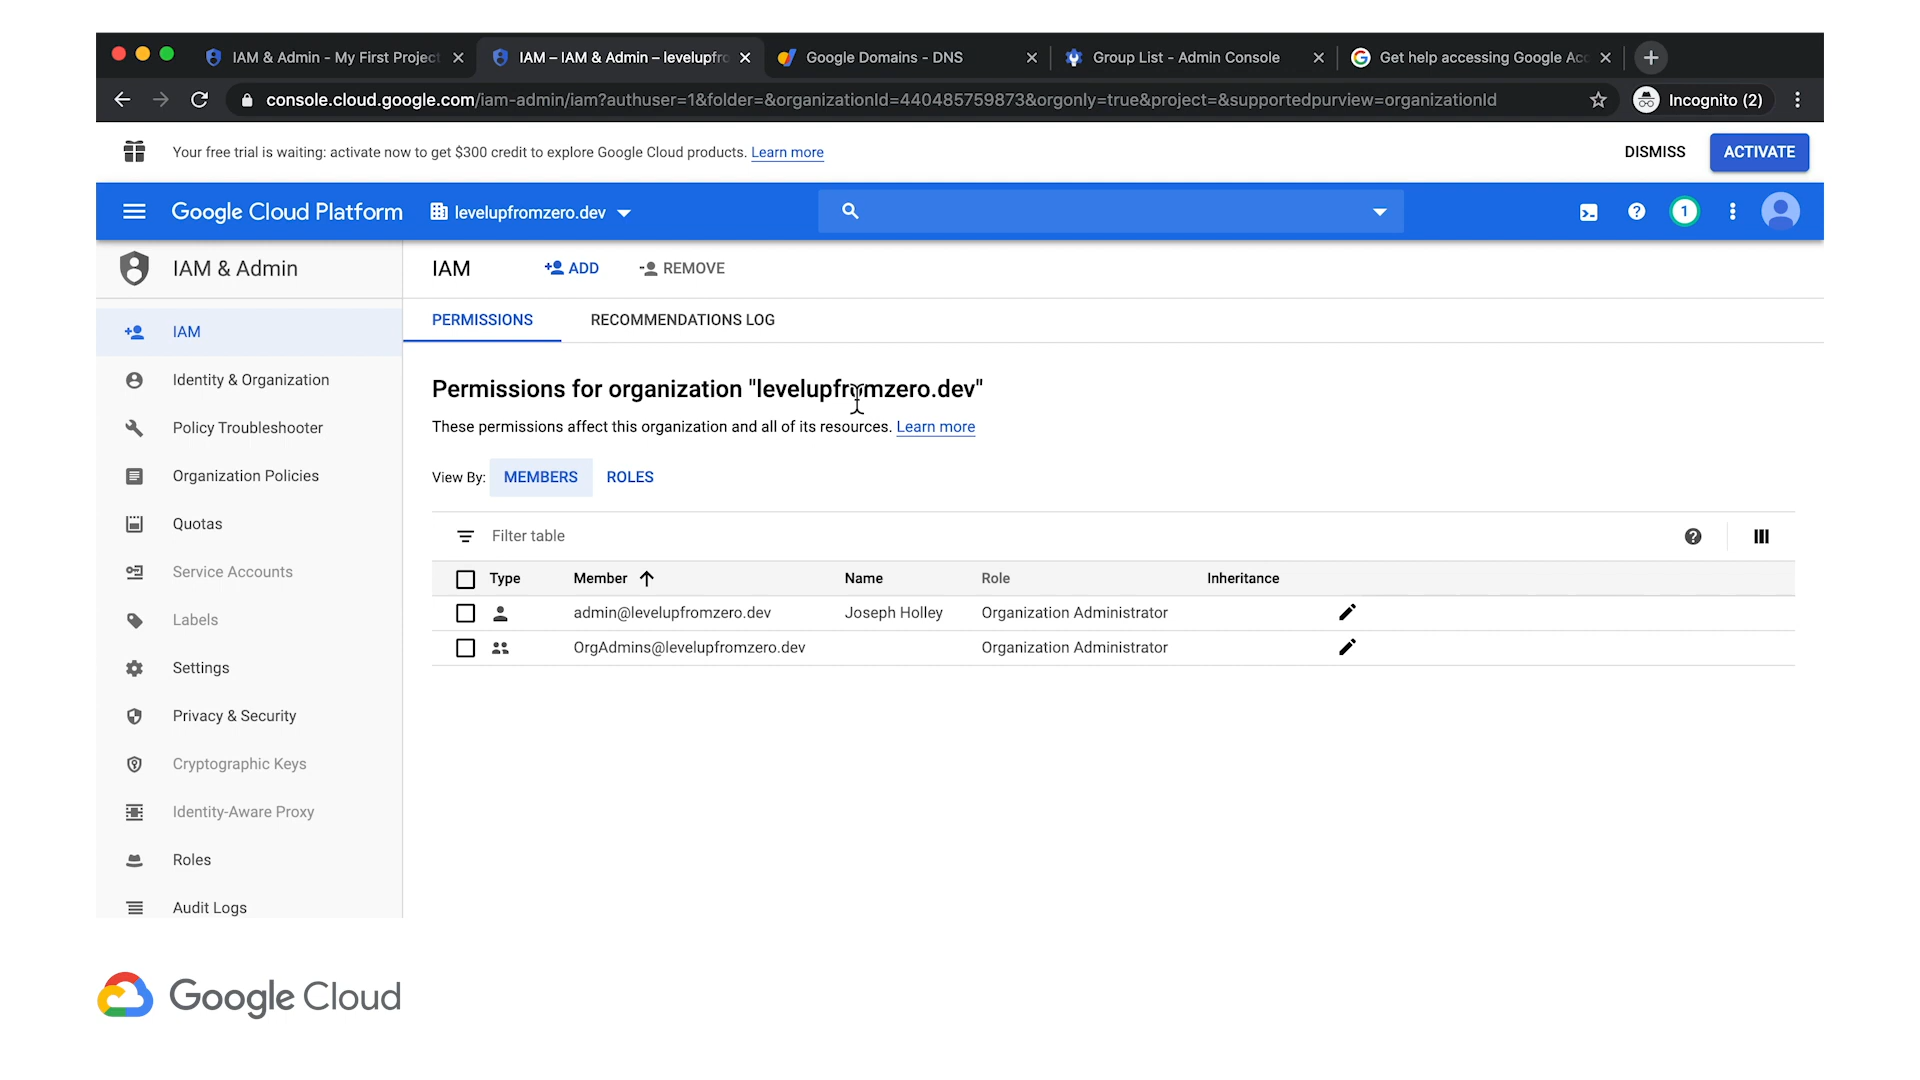 IAM & Admin - My First Project
IAM – IAM & Admin – levelupfr
Google Domains - DNS
Group List - Admin Console
Get help accessing Google Acc
console.cloud.google.com/iam-admin/iam?authuser=1&folder=&organizationId=440485759873&orgonly=true&project=&supportedpurview=organizationId
Incognito (2)
Your free trial is waiting: activate now to get $300 credit to explore Google Cloud products. Learn more
DISMISS
ACTIVATE
Google Cloud Platform
levelupfromzero.dev
1
IAM & Admin
IAM
ADD
REMOVE
IAM
Identity & Organization
Policy Troubleshooter
Organization Policies
Quotas
Service Accounts
Labels
Settings
Privacy & Security
Cryptographic Keys
Identity-Aware Proxy
Roles
Audit Logs
PERMISSIONS
RECOMMENDATIONS LOG
Permissions for organization "levelupfromzero.dev"
These permissions affect this organization and all of its resources. Learn more
View By: MEMBERS ROLES
Filter table
Type Member Name Role Inheritance
admin@levelupfromzero.dev Joseph Holley Organization Administrator
OrgAdmins@levelupfromzero.dev Organization Administrator
Google Cloud